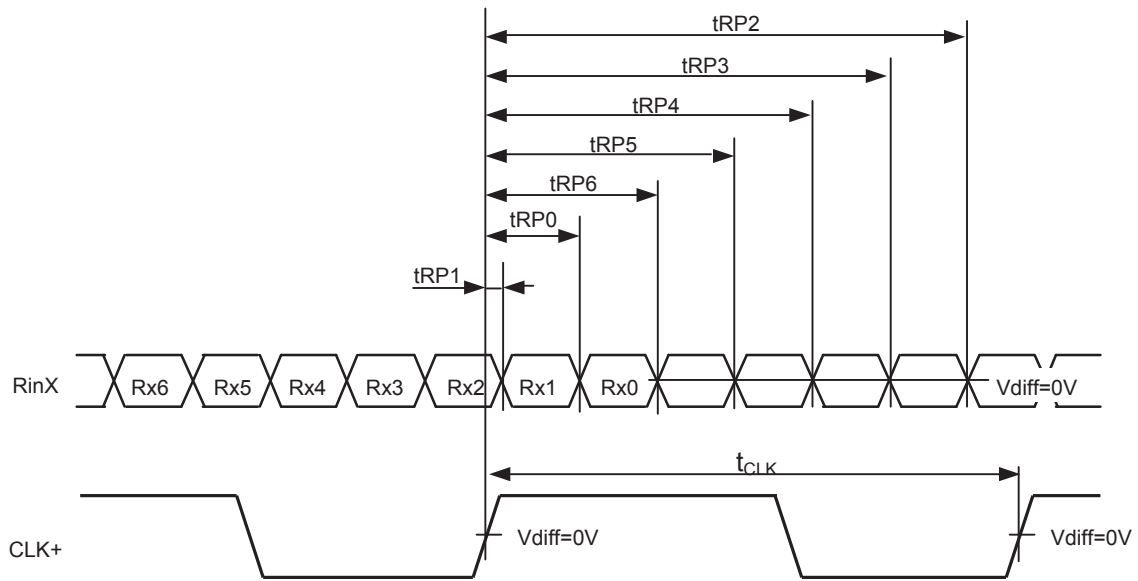 tRP2
tRP3
tRP4
tRP5
tRP6
tRP0
tRP1
RinX Rx6 Rx5 Rx4 Rx3 Rx2 Rx1 Rx0 Vdiff=0V
tCLK
CLK+ Vdiff=0V Vdiff=0V